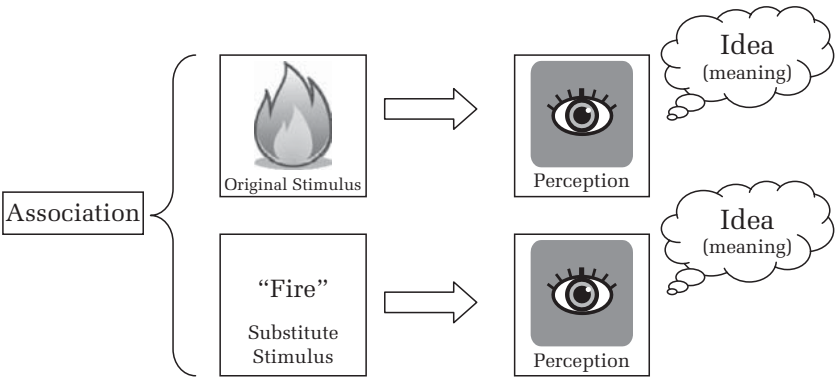 Association
Original Stimulus
Perception
Idea
(meaning)
“Fire”
Substitute
Stimulus
Perception
Idea
(meaning)